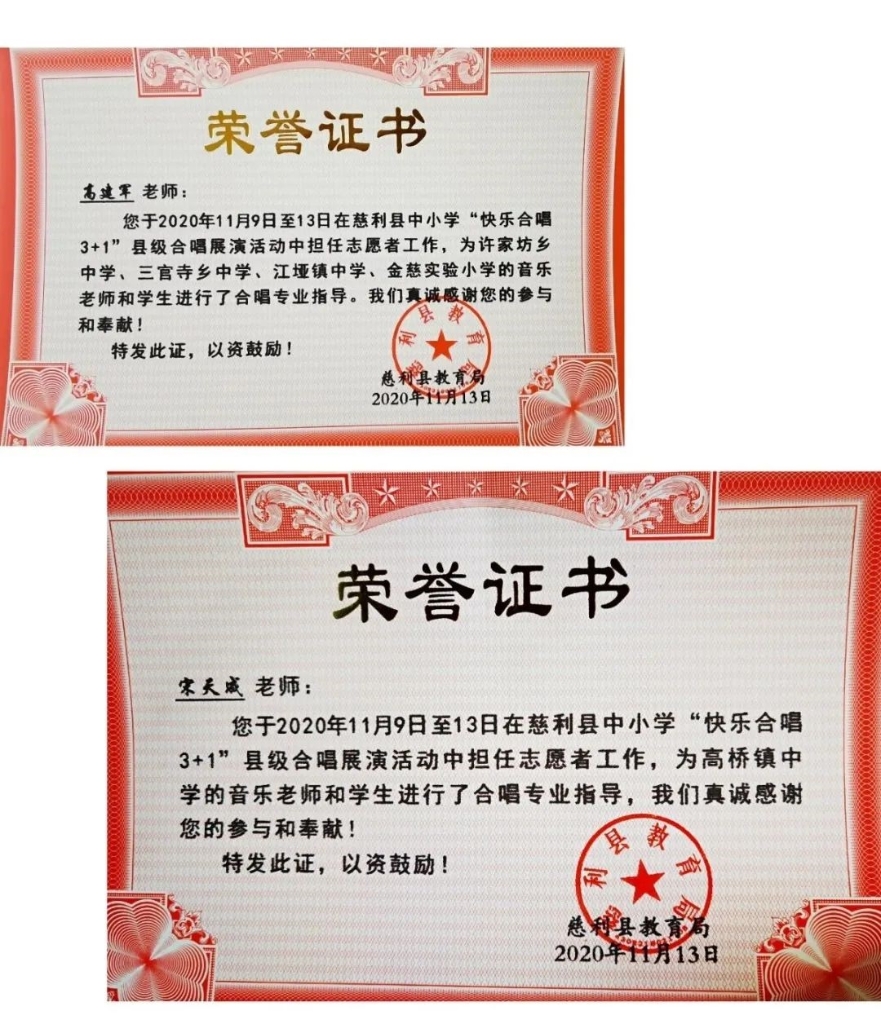 荣誉证书
高建军 老师：
您于2020年11月9日至13日在慈利县中小学“快乐合唱
3+1”县级合唱展演活动中担任志愿者工作，为许家坊乡
中学、三官寺乡中学、江垭镇中学、金慈实验小学的音乐
老师和学生进行了合唱专业指导。我们真诚感谢您的参与
和奉献！
特发此证，以资鼓励！
慈利县教育局
慈利县教育局
2020年11月13日
荣誉证书
宋天成 老师：
您于2020年11月9日至13日在慈利县中小学“快乐合唱
3+1”县级合唱展演活动中担任志愿者工作，为高桥镇中
学的音乐老师和学生进行了合唱专业指导，我们真诚感谢
您的参与和奉献！
特发此证，以资鼓励！
慈利县教育局
慈利县教育局
2020年11月13日